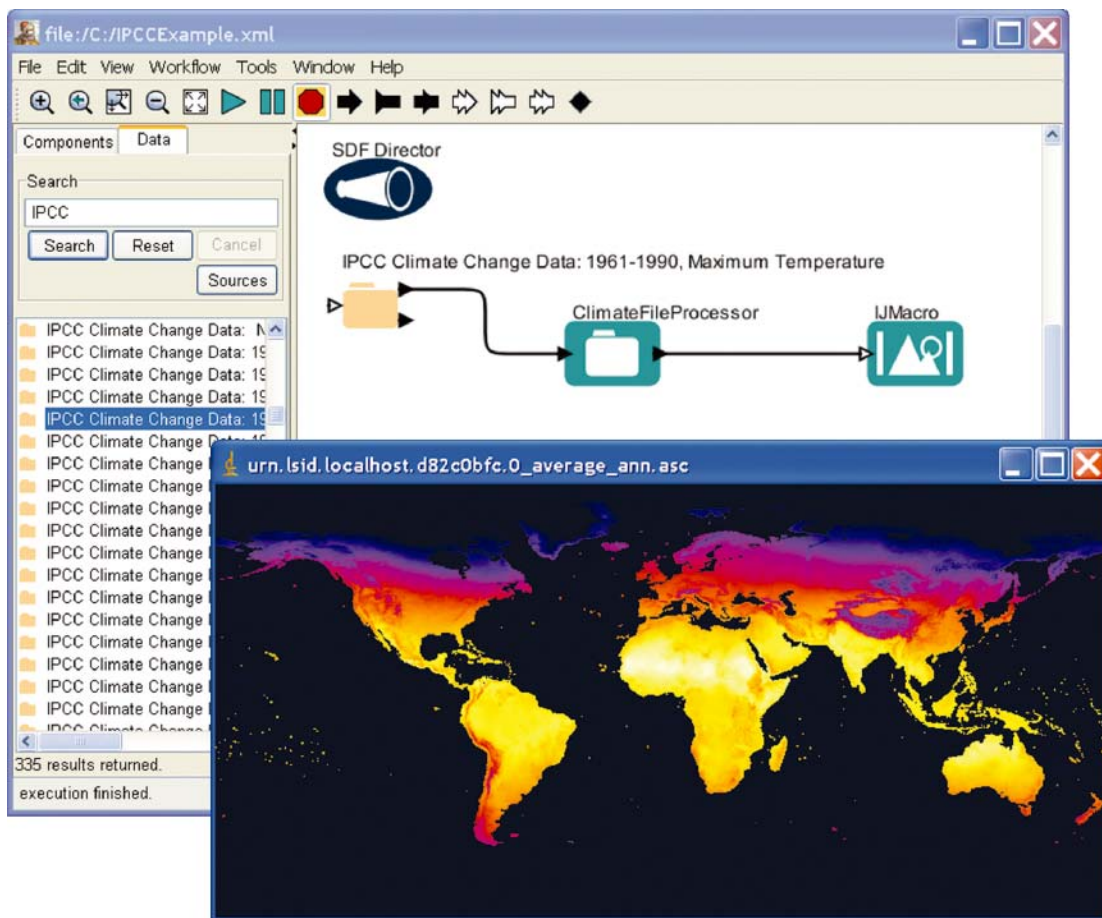 file:/C:/IPCCExample.xml
File Edit View Workflow Tools Window Help
Components Data
Search
IPCC
Search Reset Cancel
Sources
IPCC Climate Change Data:
IPCC Climate Change Data: 19
IPCC Climate Change Data: 19
IPCC Climate Change Data: 19
IPCC Climate Change Data: 19
IPCC Climate Change Data: 19
IPCC Climate Change
IPCC Climate Change
IPCC Climate Change
IPCC Climate Change
IPCC Climate Change
IPCC Climate Change
IPCC Climate Change
IPCC Climate Change
IPCC Climate Change
IPCC Climate Change
IPCC Climate Change
IPCC Climate Change
IPCC Climate Change
335 results returned.
execution finished.
SDF Director
IPCC Climate Change Data: 1961-1990, Maximum Temperature
ClimateFileProcessor
IJMacro
urn.lsid.localhost.d82c0bfc.0_average_ann.asc